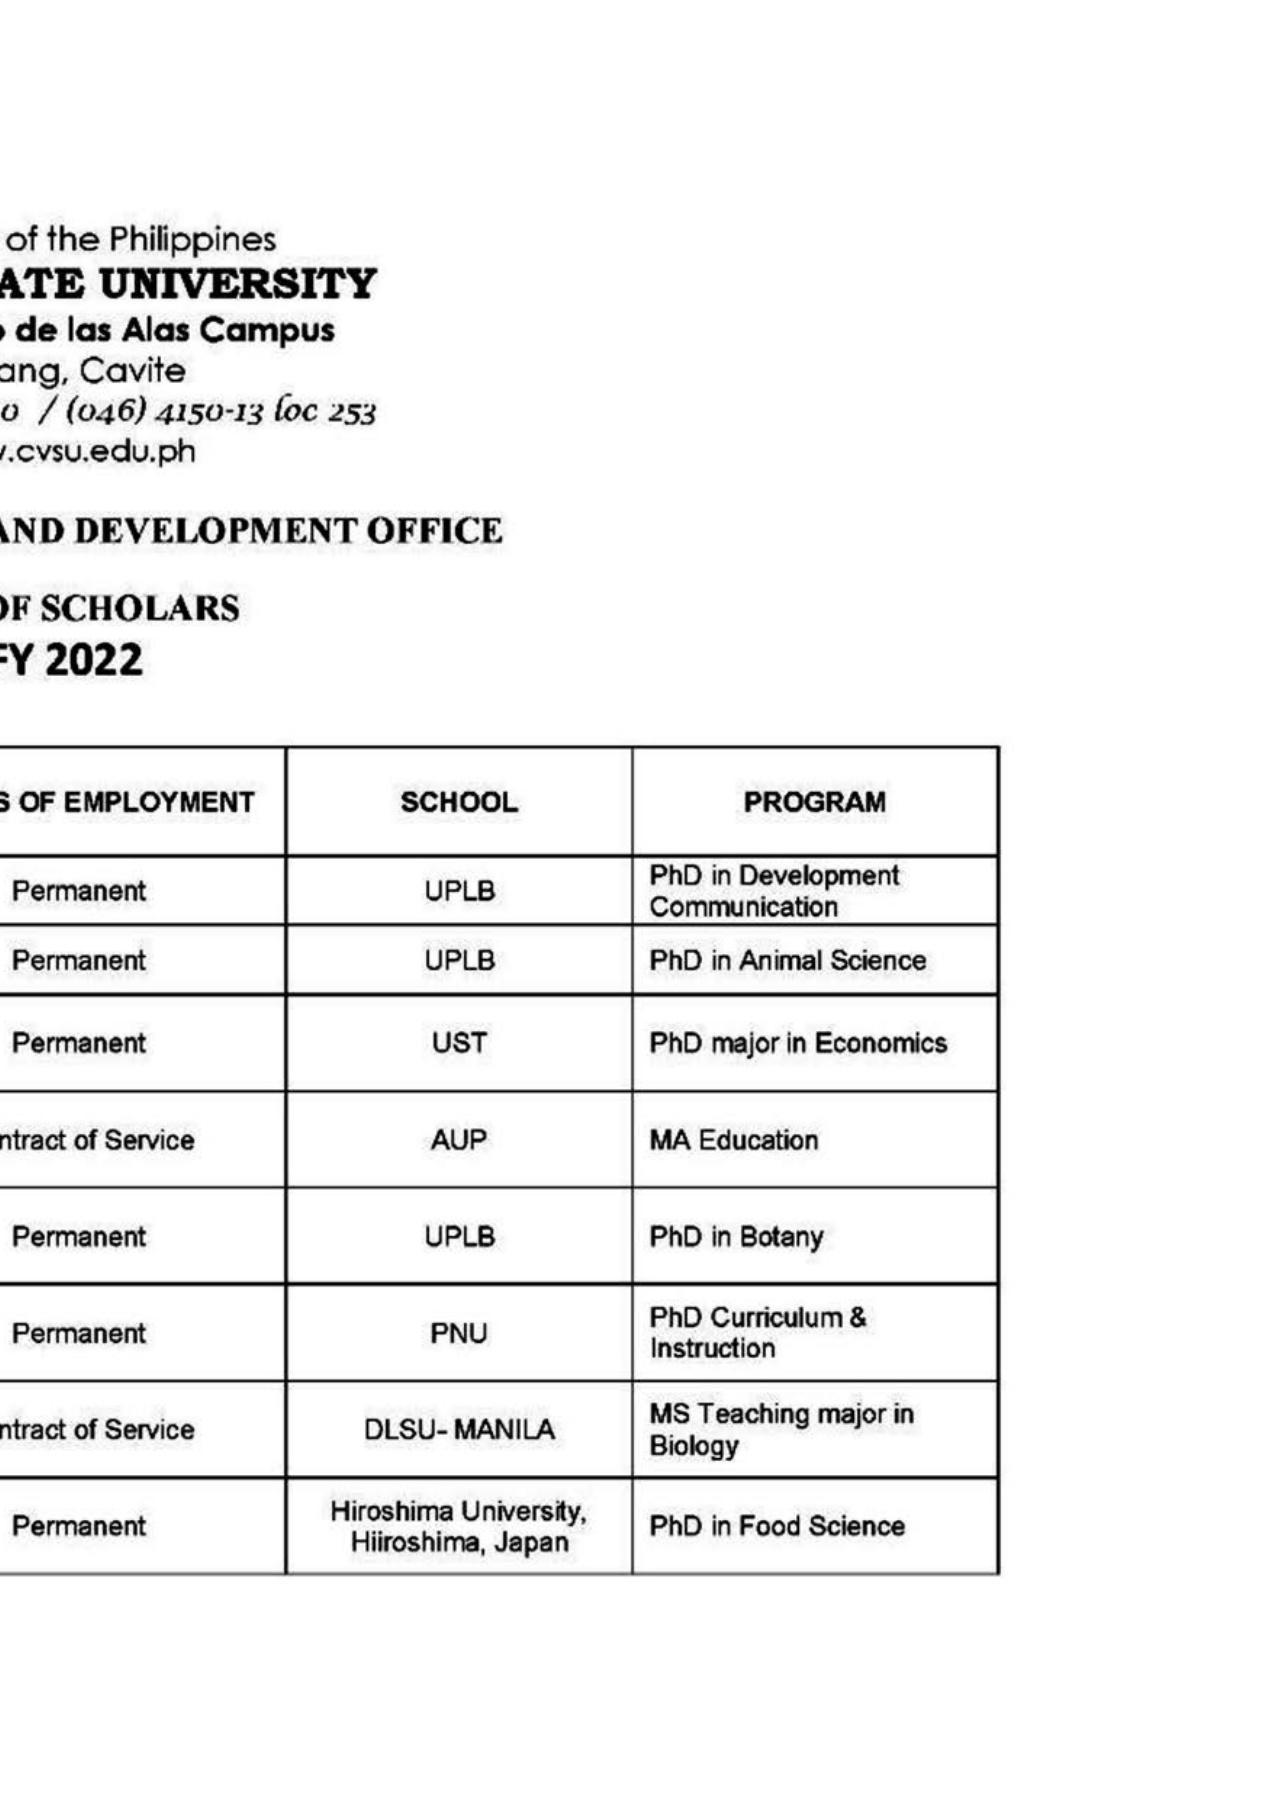 of the Philippines
ATE UNIVERSITY
de las Alas Campus
ang, Cavite
0 / (046) 4150-13 loc 253
.cvsu.edu.ph
AND DEVELOPMENT OFFICE
OF SCHOLARS
FY 2022
S OF EMPLOYMENT SCHOOL PROGRAM
Permanent UPLB PhD in Development
Communication
Permanent UPLB PhD in Animal Science
Permanent UST PhD major in Economics
ntract of Service AUP MA Education
Permanent UPLB PhD in Botany
Permanent PNU PhD Curriculum &
Instruction
ntract of Service DLSU- MANILA MS Teaching major in
Biology
Permanent Hiroshima University,
Hiiroshima, Japan PhD in Food Science